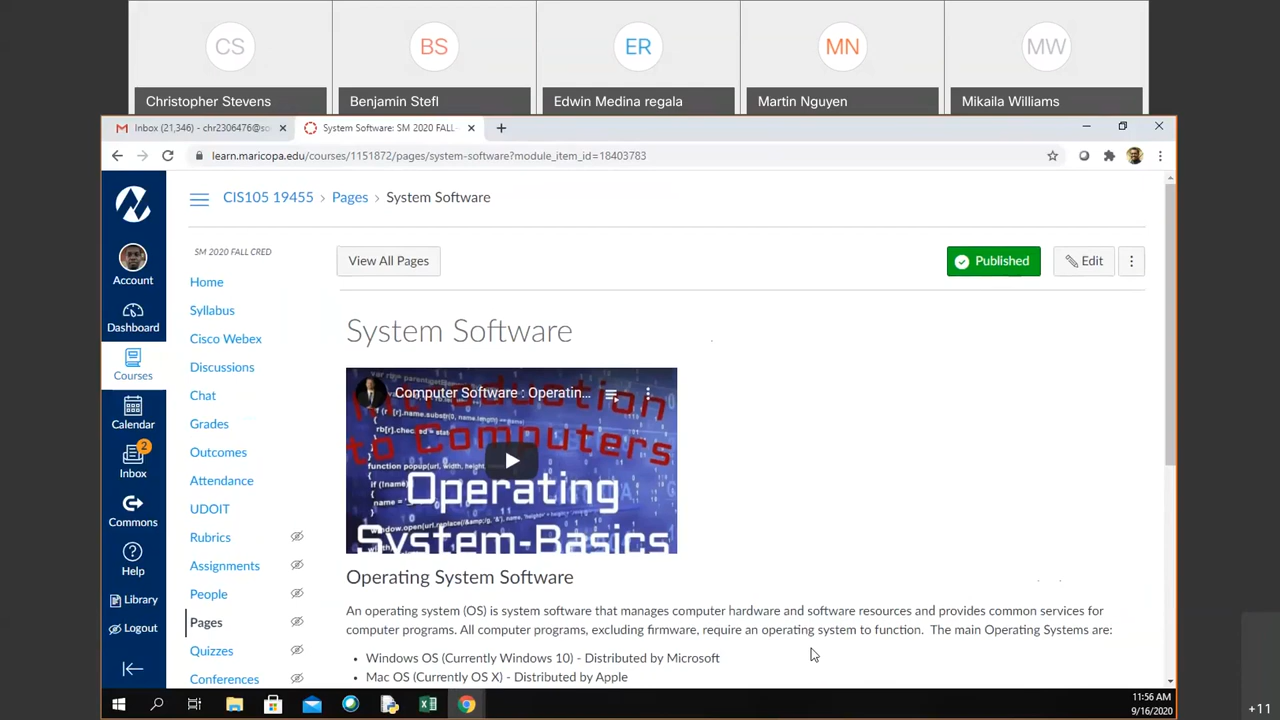 CS BS ER MN MW
Christopher Stevens Benjamin Stefl Edwin Medina regala Martin Nguyen Mikaila Williams
Inbox (21,346) - chr2306476@so System Software: SM 2020 FALL-
learn.maricopa.edu/courses/1151872/pages/system-software?module_item_id=18403783
CIS105 19455 › Pages › System Software
SM 2020 FALL CRED
View All Pages
Published
Edit
Account
Dashboard
Courses
Calendar
2
Inbox
Commons
Help
Library
Logout
Home
Syllabus
Cisco Webex
Discussions
Chat
Grades
Outcomes
Attendance
UDOIT
Rubrics
Assignments
People
Pages
Quizzes
Conferences
System Software
Computer Software : Operatin...
Introduction
to Computers
Operating
System-Basics
Operating System Software
An operating system (OS) is system software that manages computer hardware and software resources and provides common services for
computer programs. All computer programs, excluding firmware, require an operating system to function. The main Operating Systems are:
• Windows OS (Currently Windows 10) - Distributed by Microsoft
• Mac OS (Currently OS X) - Distributed by Apple
11:56 AM
9/16/2020
+11